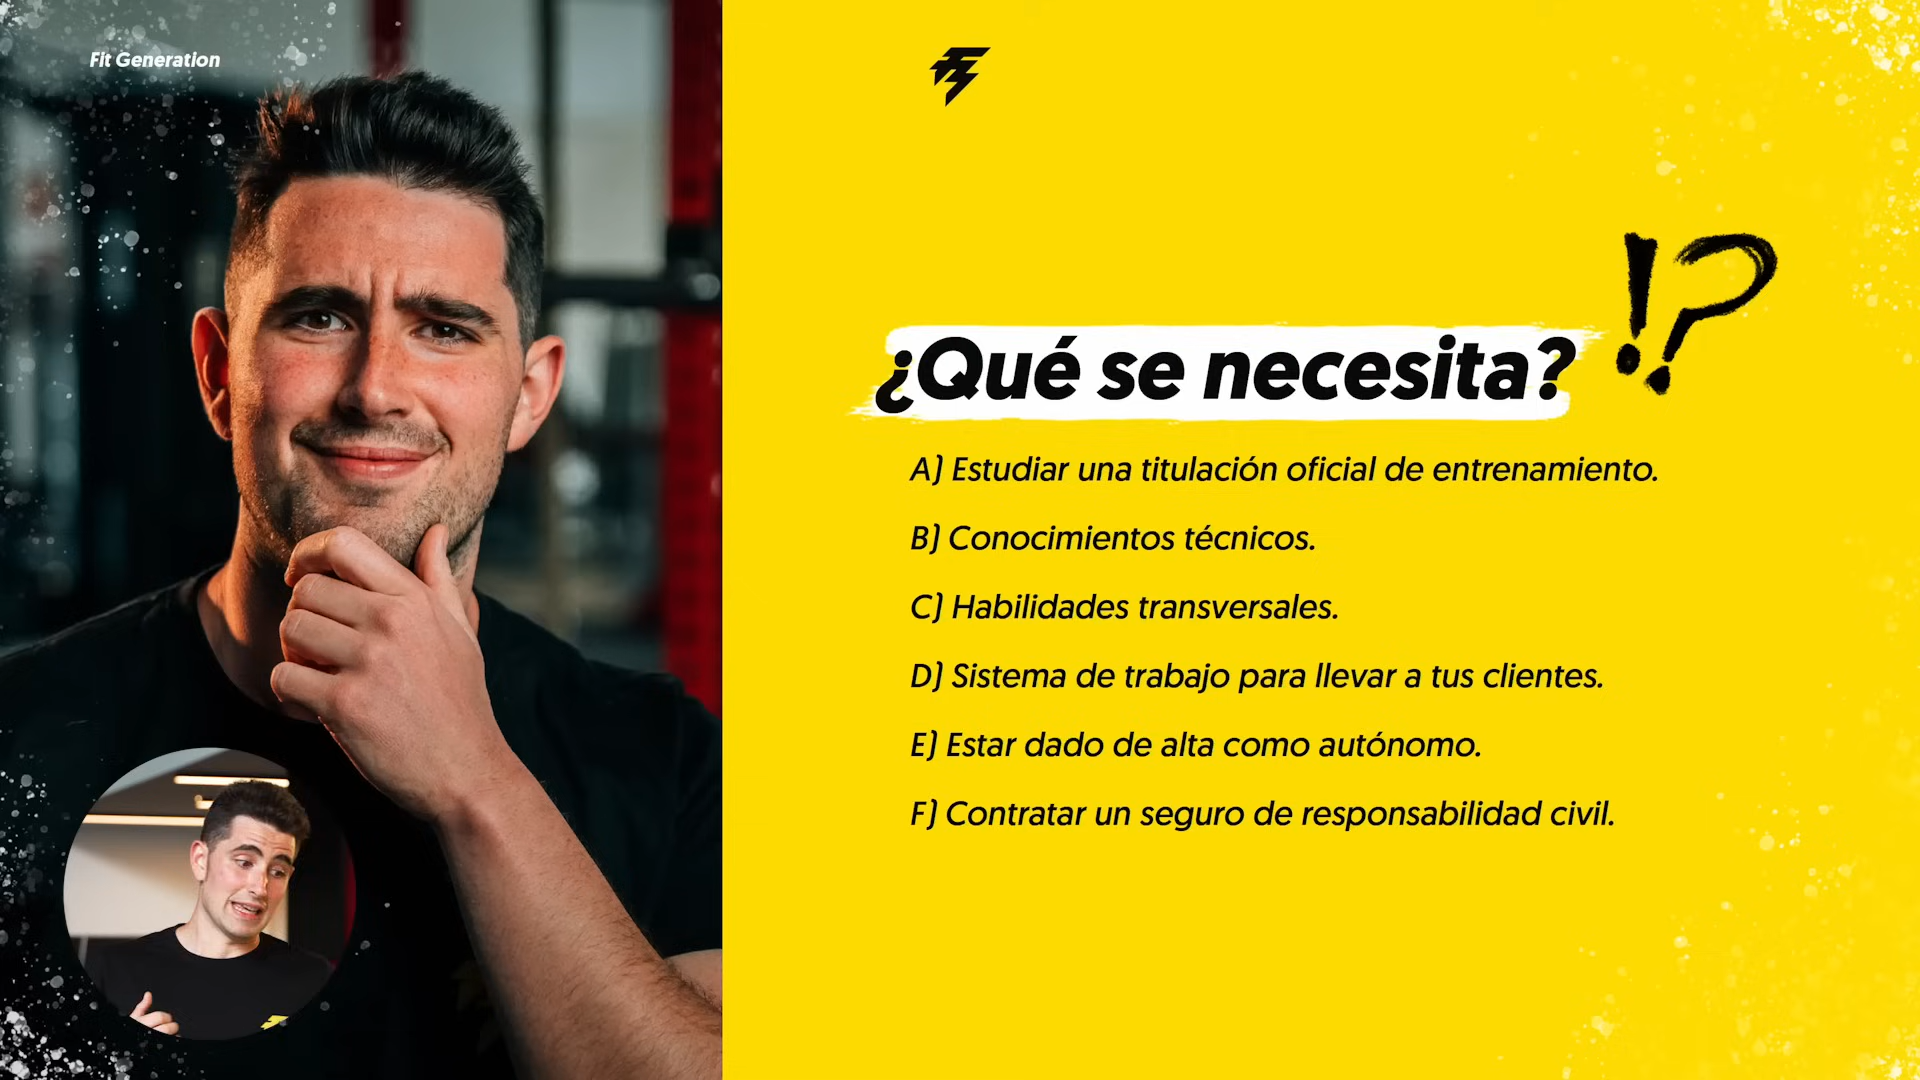 Fit Generation
¿Qué se necesita?
!?
A) Estudiar una titulación oficial de entrenamiento.
B) Conocimientos técnicos.
C) Habilidades transversales.
D) Sistema de trabajo para llevar a tus clientes.
E) Estar dado de alta como autónomo.
F) Contratar un seguro de responsabilidad civil.